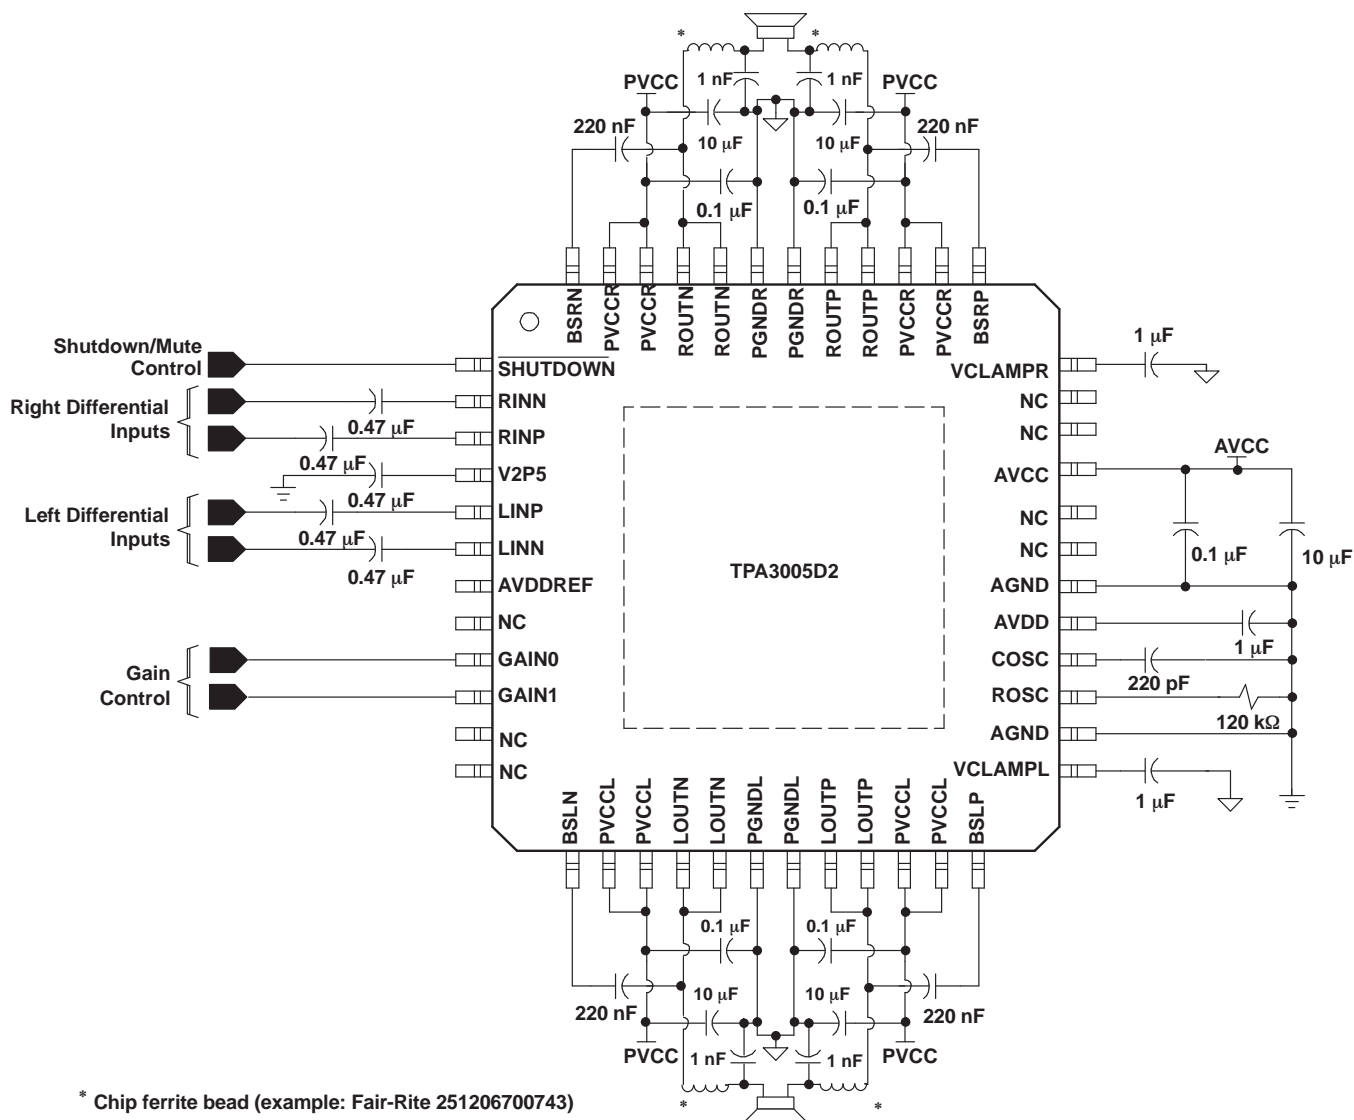 * *
1 nF 1 nF
PVCC PVCC
220 nF 10 µF 10 µF 220 nF
0.1 µF 0.1 µF
BSRN
PVCCR
PVCCR
ROUTN
ROUTN
PGNDR
PGNDR
ROUTP
ROUTP
PVCCR
PVCCR
BSRP
Shutdown/Mute
Control
SHUTDOWN
Right Differential
Inputs
RINN
0.47 µF
RINP
0.47 µF
V2P5
0.47 µF
Left Differential
Inputs
LINP
0.47 µF
LINN
0.47 µF
AVDDREF
NC
Gain
Control
GAIN0
GAIN1
NC
NC
TPA3005D2
1 µF
VCLAMPR
NC
NC
AVCC
AVCC
NC
NC
0.1 µF 10 µF
AGND
AVDD
1 µF
COSC
220 pF
ROSC
120 kΩ
AGND
VCLAMPL
1 µF
BSLN
PVCCL
PVCCL
LOUTN
LOUTN
PGNDL
PGNDL
LOUTP
LOUTP
PVCCL
PVCCL
BSLP
0.1 µF 0.1 µF
220 nF 10 µF 10 µF 220 nF
PVCC 1 nF 1 nF PVCC
* *
* Chip ferrite bead (example: Fair-Rite 251206700743)